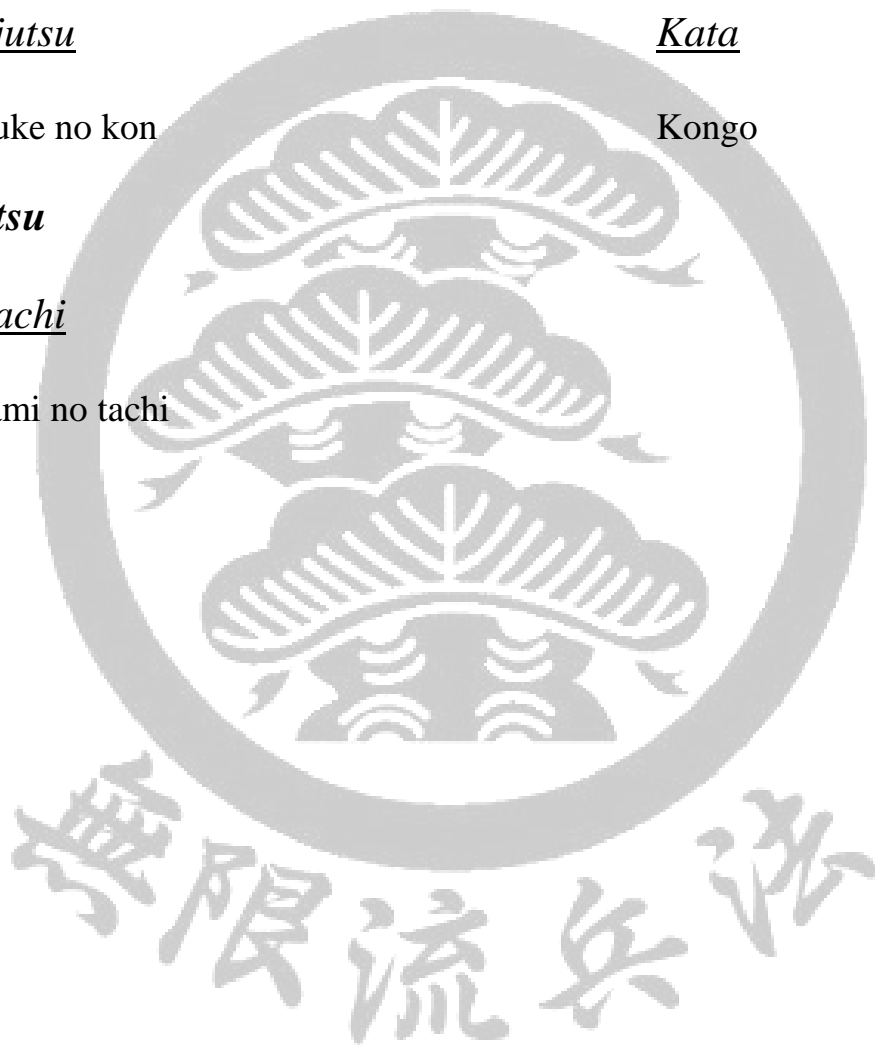 jutsu Kata
uke no kon Kongo
tsu
achi
ami no tachi
無限流兵法